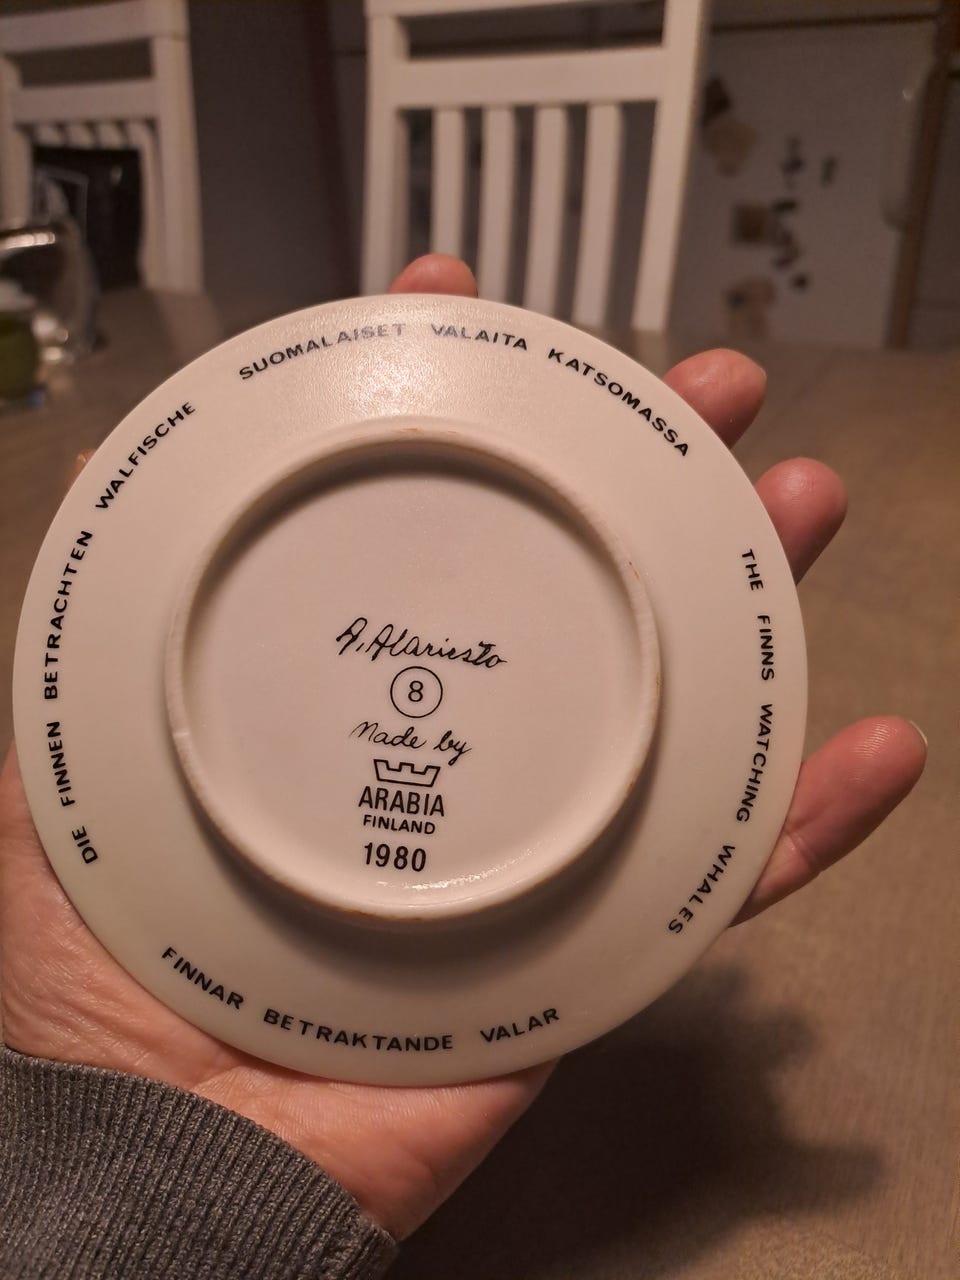 SUOMALAISET VALAITA KATSOMASSA
THE FINNS WATCHING WHALES
FINNAR BETRAKTANDE VALAR
DIE FINNEN BETRACHTEN WALFISCHE
A. Alariesto
8
Made by
ARABIA
FINLAND
1980